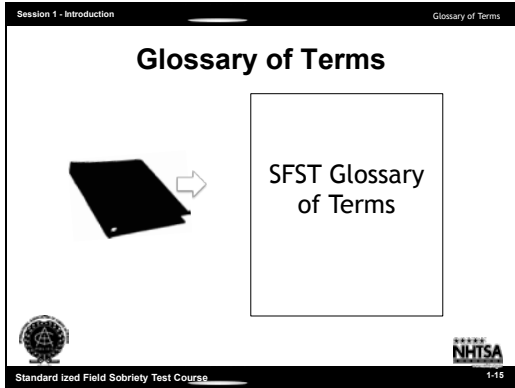 Session 1 - Introduction
Glossary of Terms
Glossary of Terms
SFST Glossary
of Terms
NHTSA
Standard ized Field Sobriety Test Course
1-15